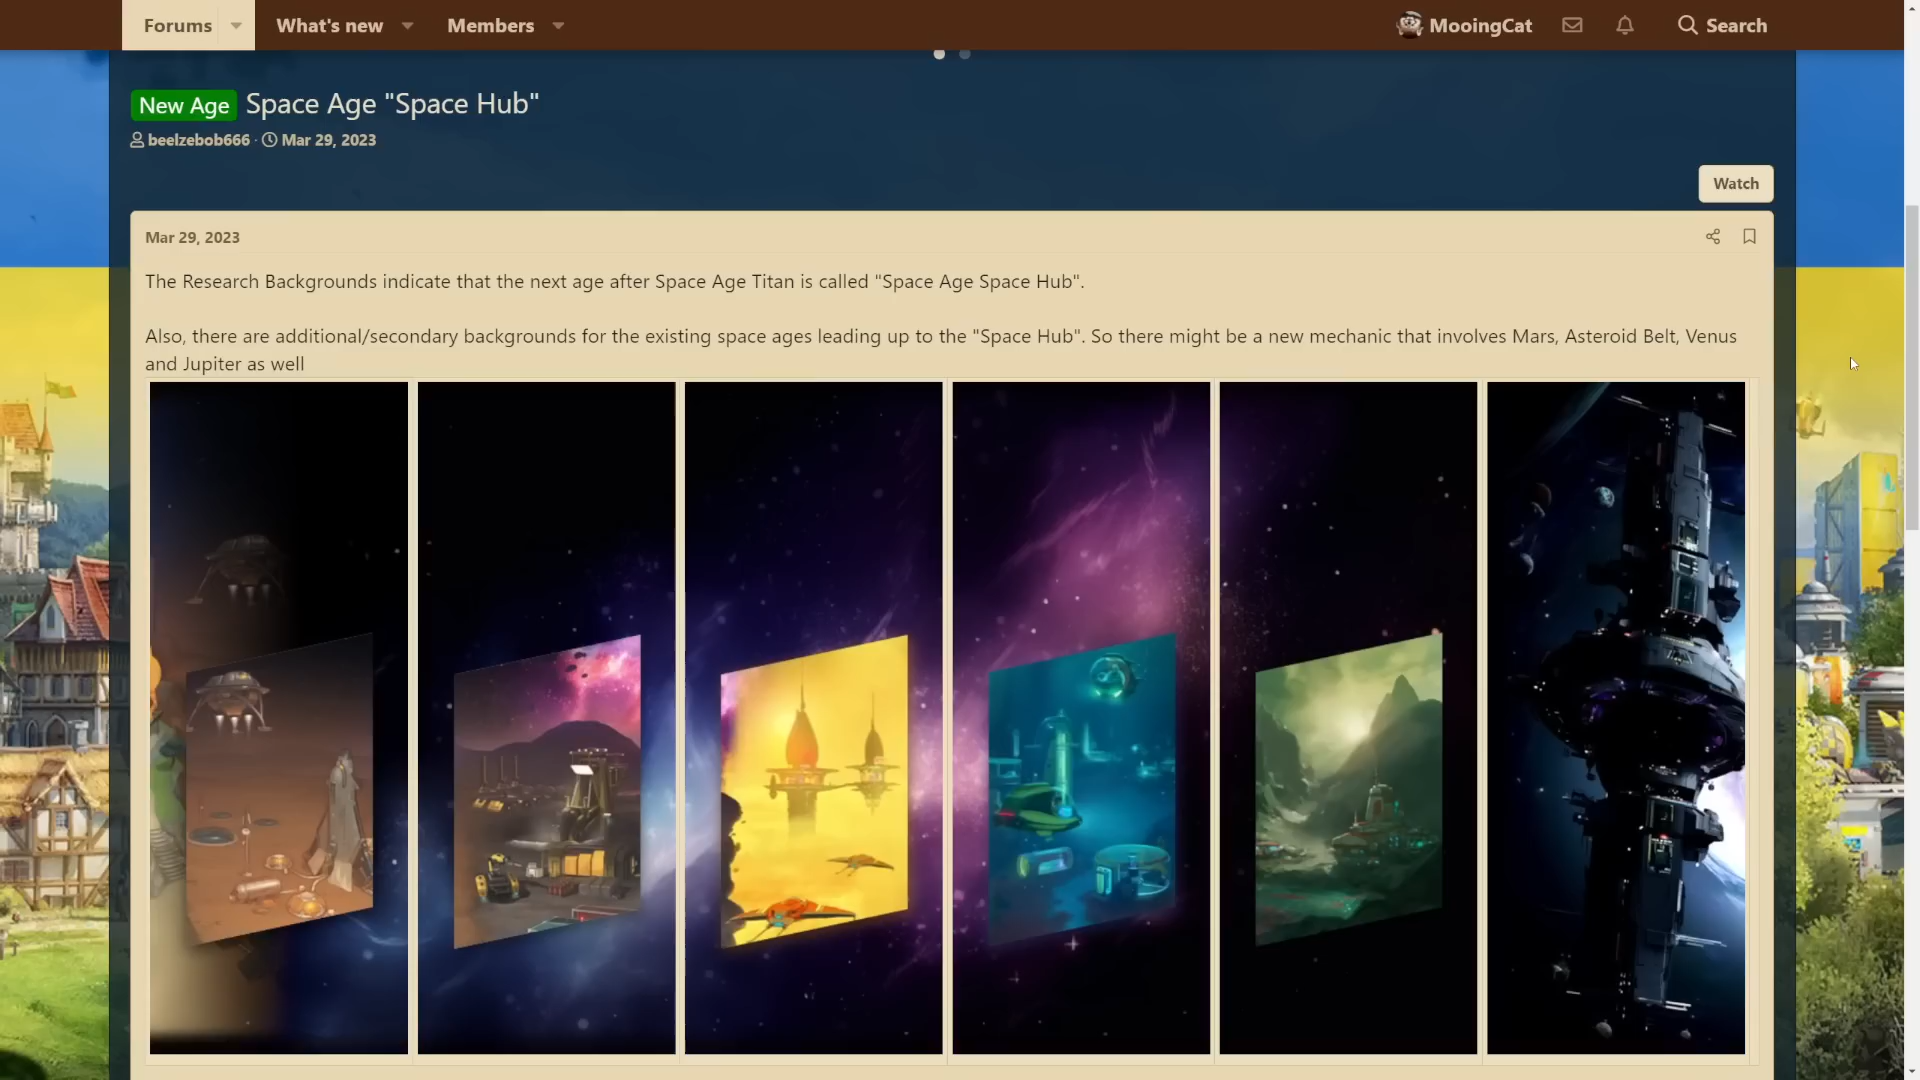 Forums What's new Members MooingCat Search
New Age Space Age "Space Hub"
beelzebob666 · Mar 29, 2023
Watch
Mar 29, 2023
The Research Backgrounds indicate that the next age after Space Age Titan is called "Space Age Space Hub".
Also, there are additional/secondary backgrounds for the existing space ages leading up to the "Space Hub". So there might be a new mechanic that involves Mars, Asteroid Belt, Venus
and Jupiter as well